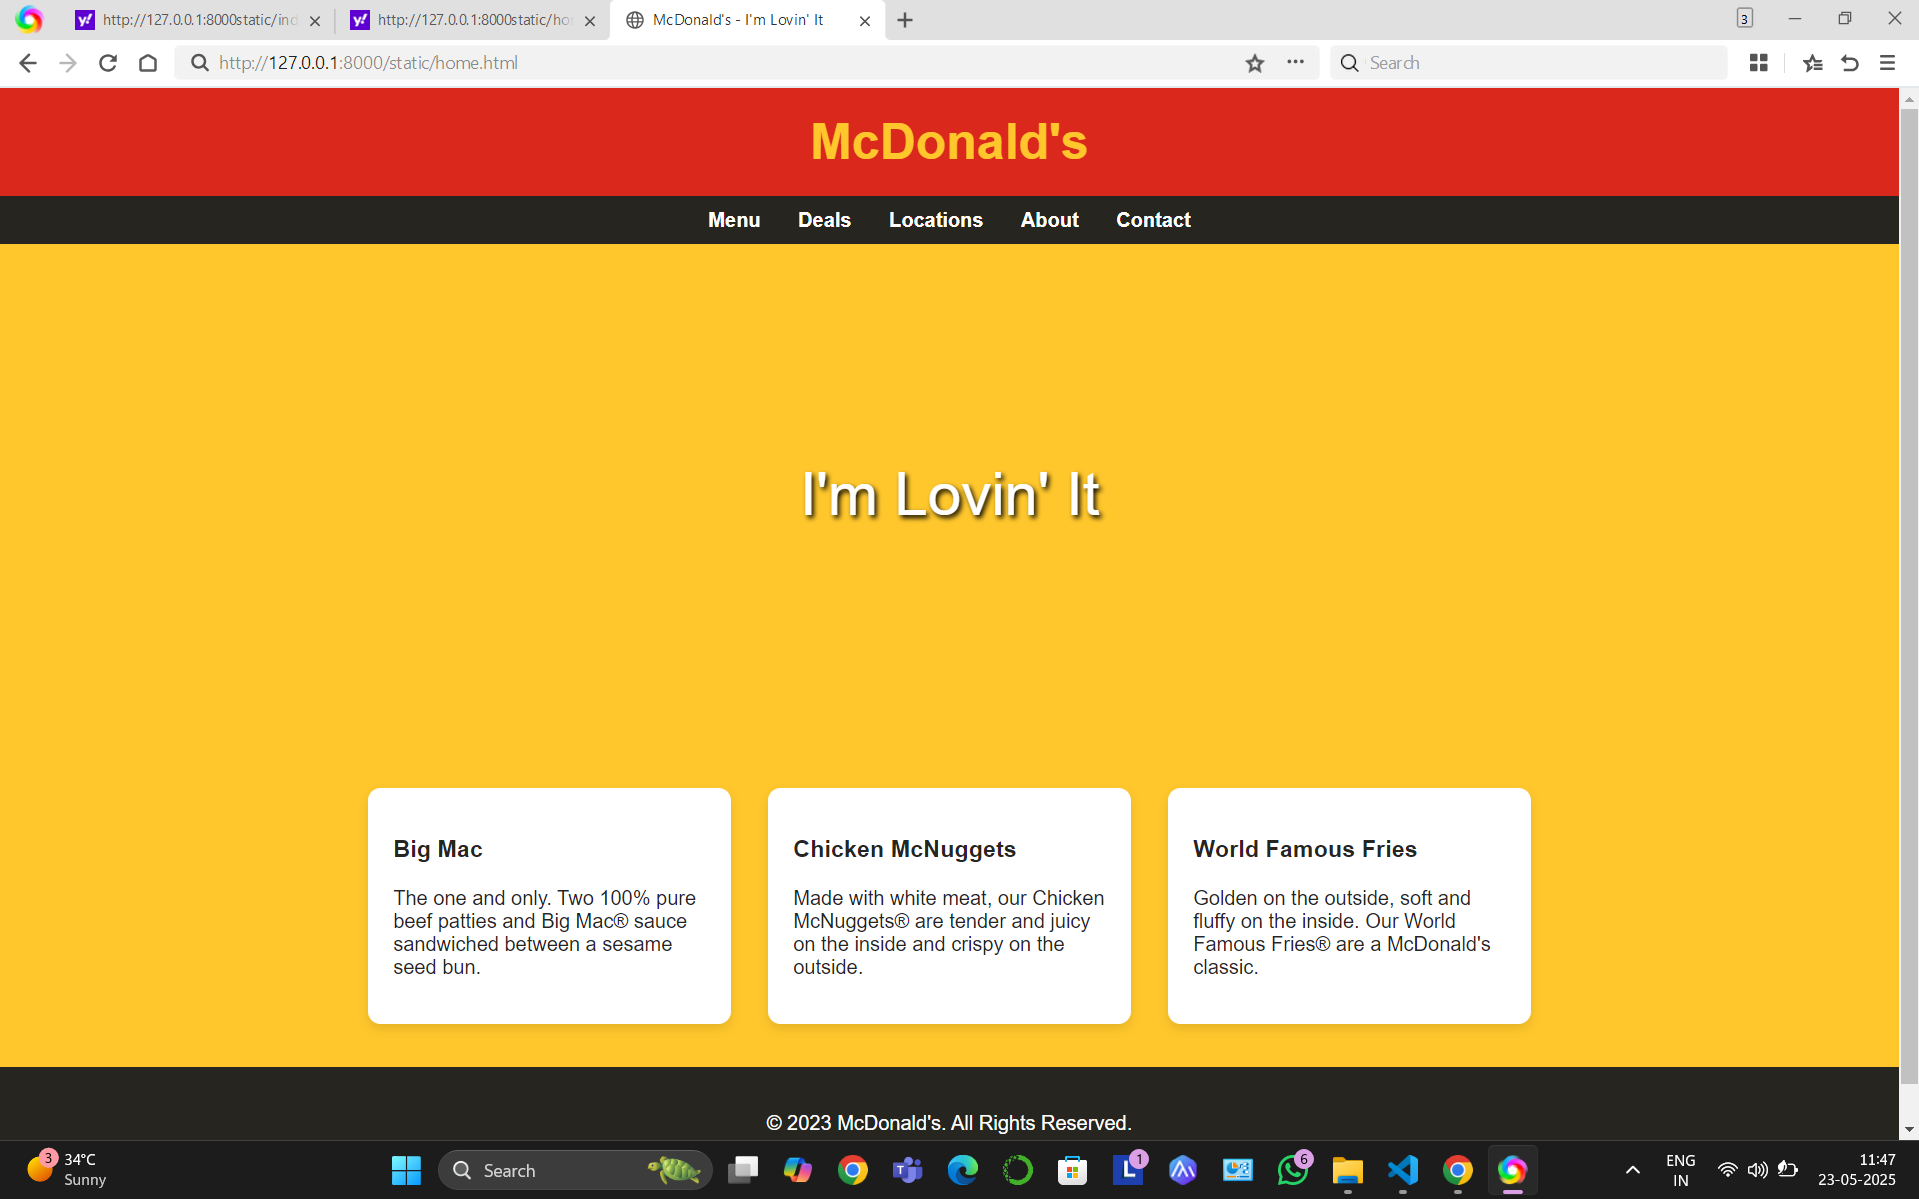 http://127.0.0.1:8000static/ind
http://127.0.0.1:8000static/ho
McDonald's - I'm Lovin' It
3
http://127.0.0.1:8000/static/home.html
Search
McDonald's
Menu Deals Locations About Contact
I'm Lovin' It
Big Mac
The one and only. Two 100% pure
beef patties and Big Mac® sauce
sandwiched between a sesame
seed bun.
Chicken McNuggets
Made with white meat, our Chicken
McNuggets® are tender and juicy
on the inside and crispy on the
outside.
World Famous Fries
Golden on the outside, soft and
fluffy on the inside. Our World
Famous Fries® are a McDonald's
classic.
© 2023 McDonald's. All Rights Reserved.
3
34°C
Sunny
Search
1
6
ENG
IN
11:47
23-05-2025